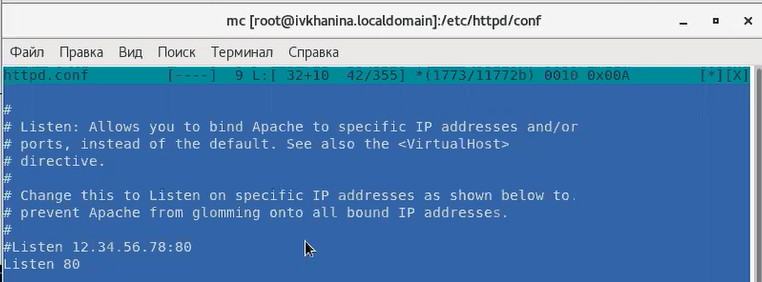 mc [root@ivkhanina.localdomain]:/etc/httpd/conf
Файл Правка Вид Поиск Терминал Справка
httpd.conf [----] 9 L:[ 32+10 42/355] *(1773/11772b) 0010 0x00A [*][X]
#
# Listen: Allows you to bind Apache to specific IP addresses and/or
# ports, instead of the default. See also the <VirtualHost>
# directive.
#
# Change this to Listen on specific IP addresses as shown below to.
# prevent Apache from glomming onto all bound IP addresses.
#
#Listen 12.34.56.78:80
Listen 80